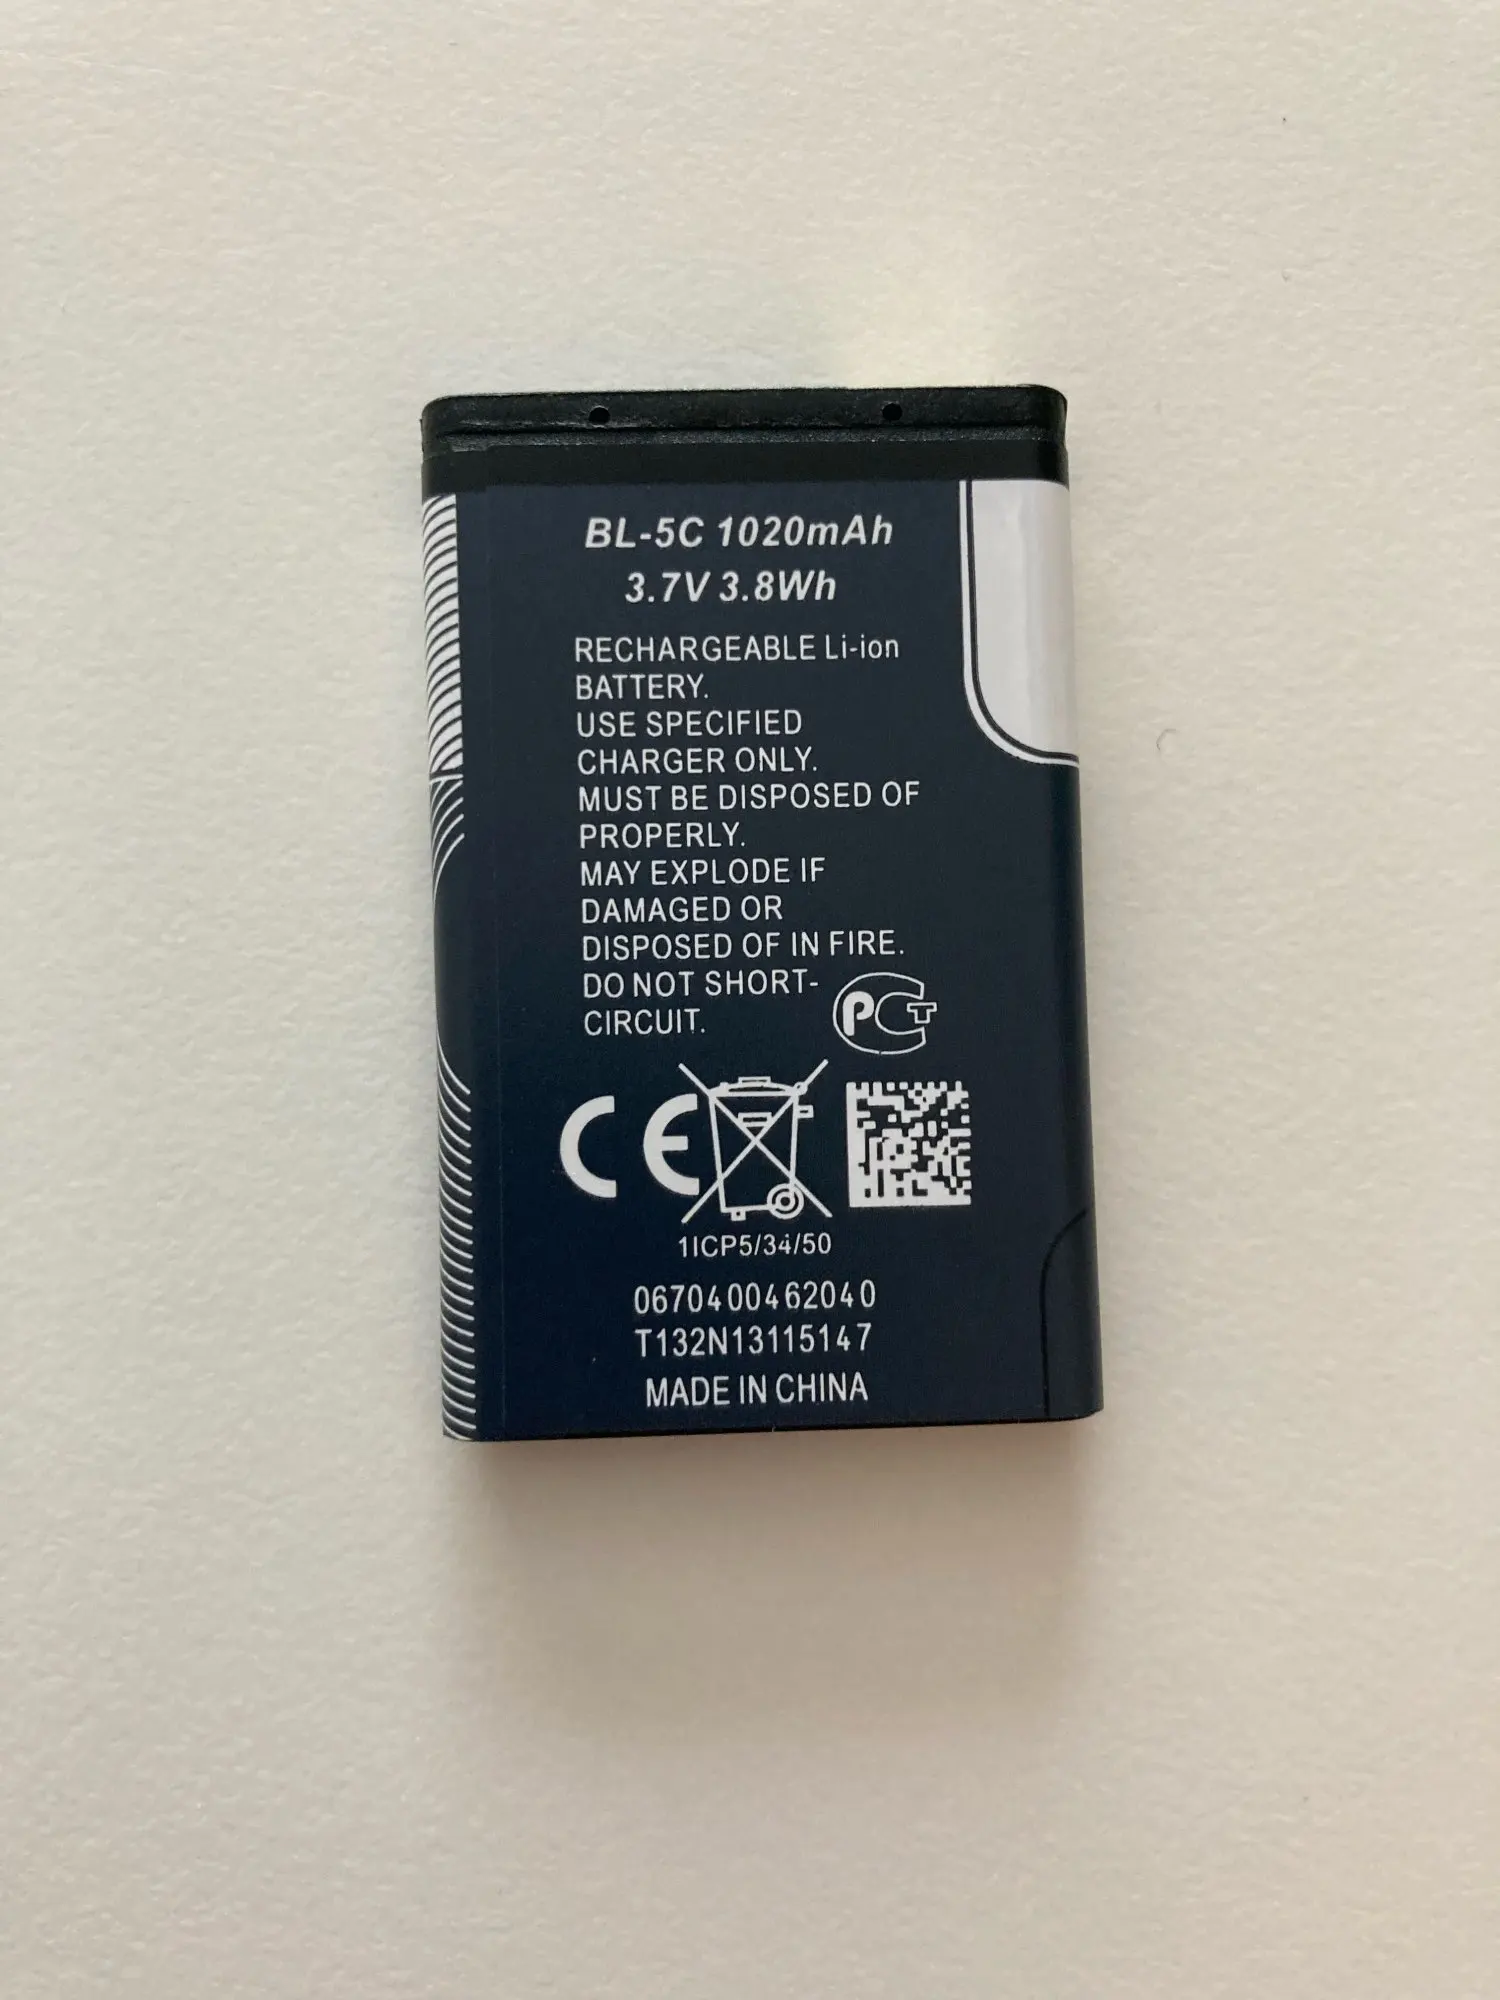 BL-5C 1020mAh
3.7V 3.8Wh
RECHARGEABLE Li-ion
BATTERY.
USE SPECIFIED
CHARGER ONLY.
MUST BE DISPOSED OF
PROPERLY.
MAY EXPLODE IF
DAMAGED OR
DISPOSED OF IN FIRE.
DO NOT SHORT-
CIRCUIT.
PCT
CE
1ICP5/34/50
0670400462040
T132N13115147
MADE IN CHINA